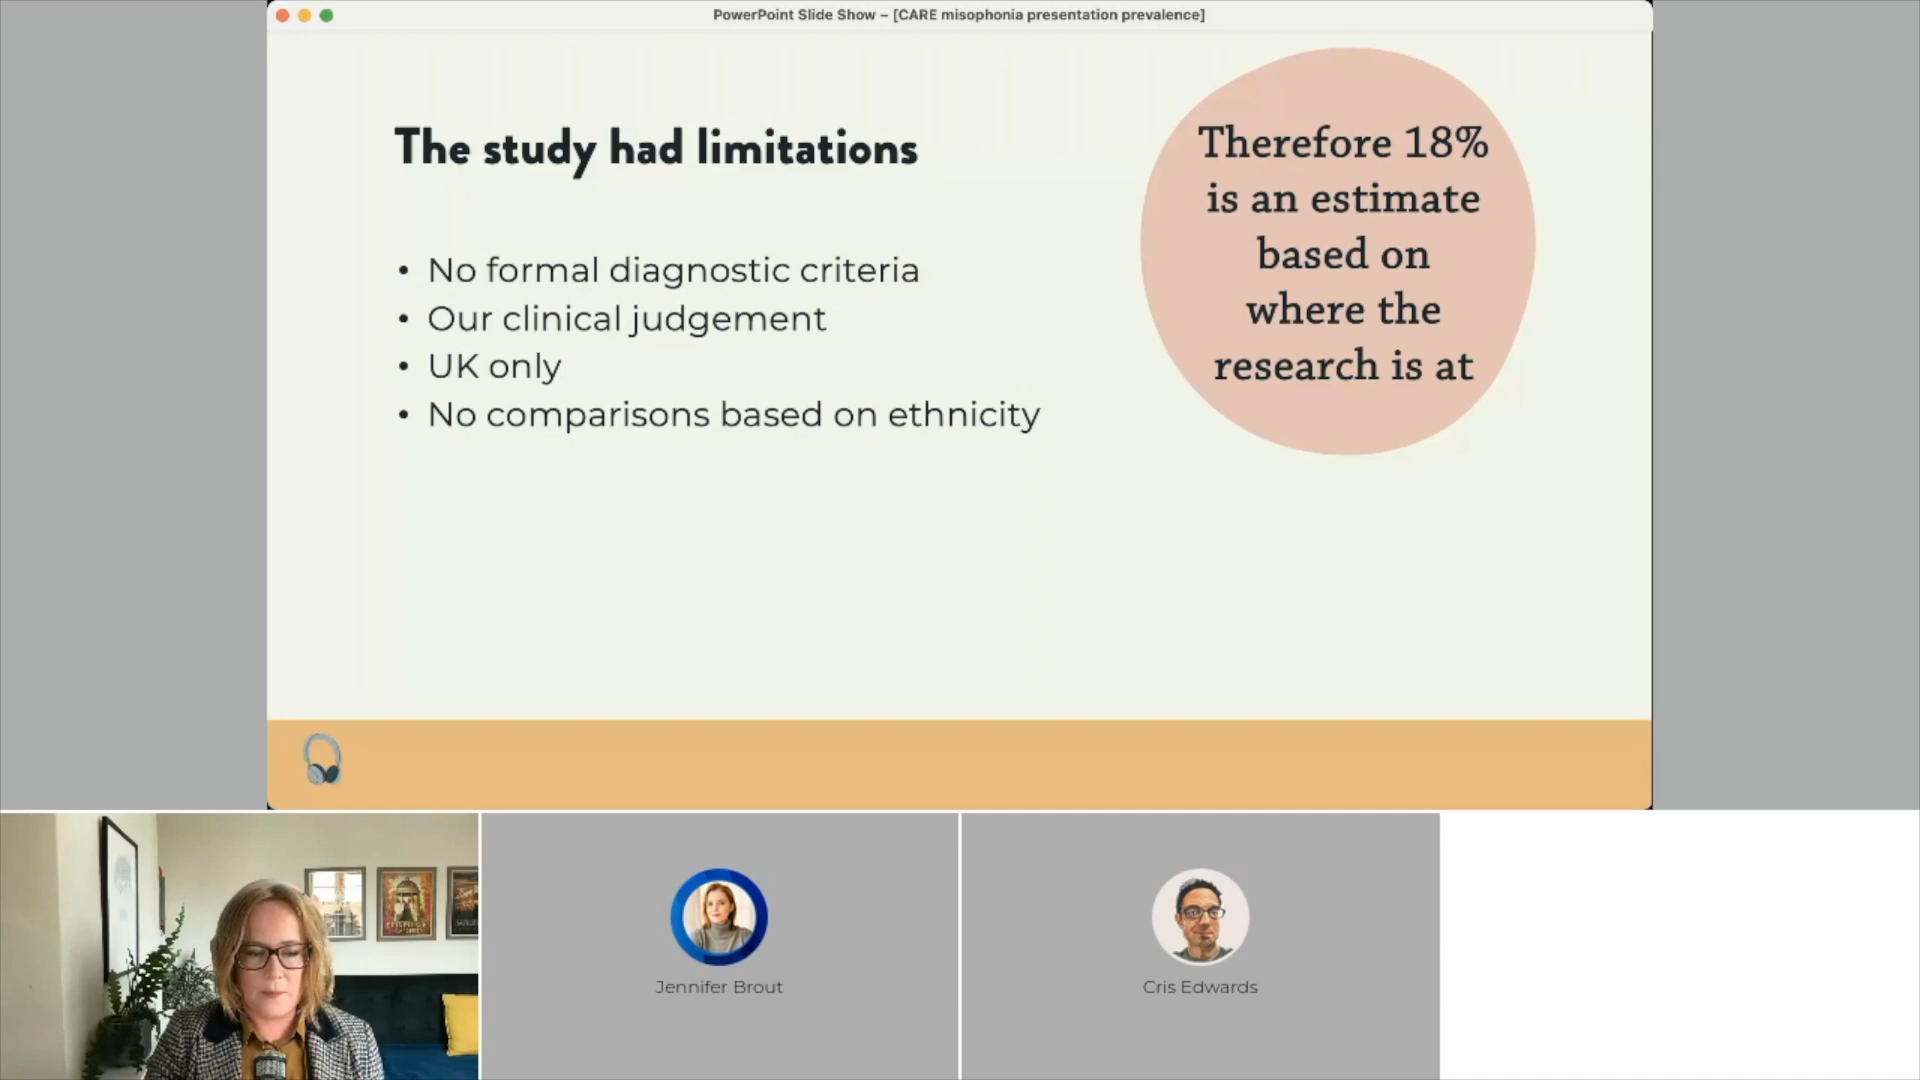 PowerPoint Slide Show – [CARE misophonia presentation prevalence]
The study had limitations
• No formal diagnostic criteria
• Our clinical judgement
• UK only
• No comparisons based on ethnicity
Therefore 18%
is an estimate
based on
where the
research is at
Jennifer Brout
Cris Edwards